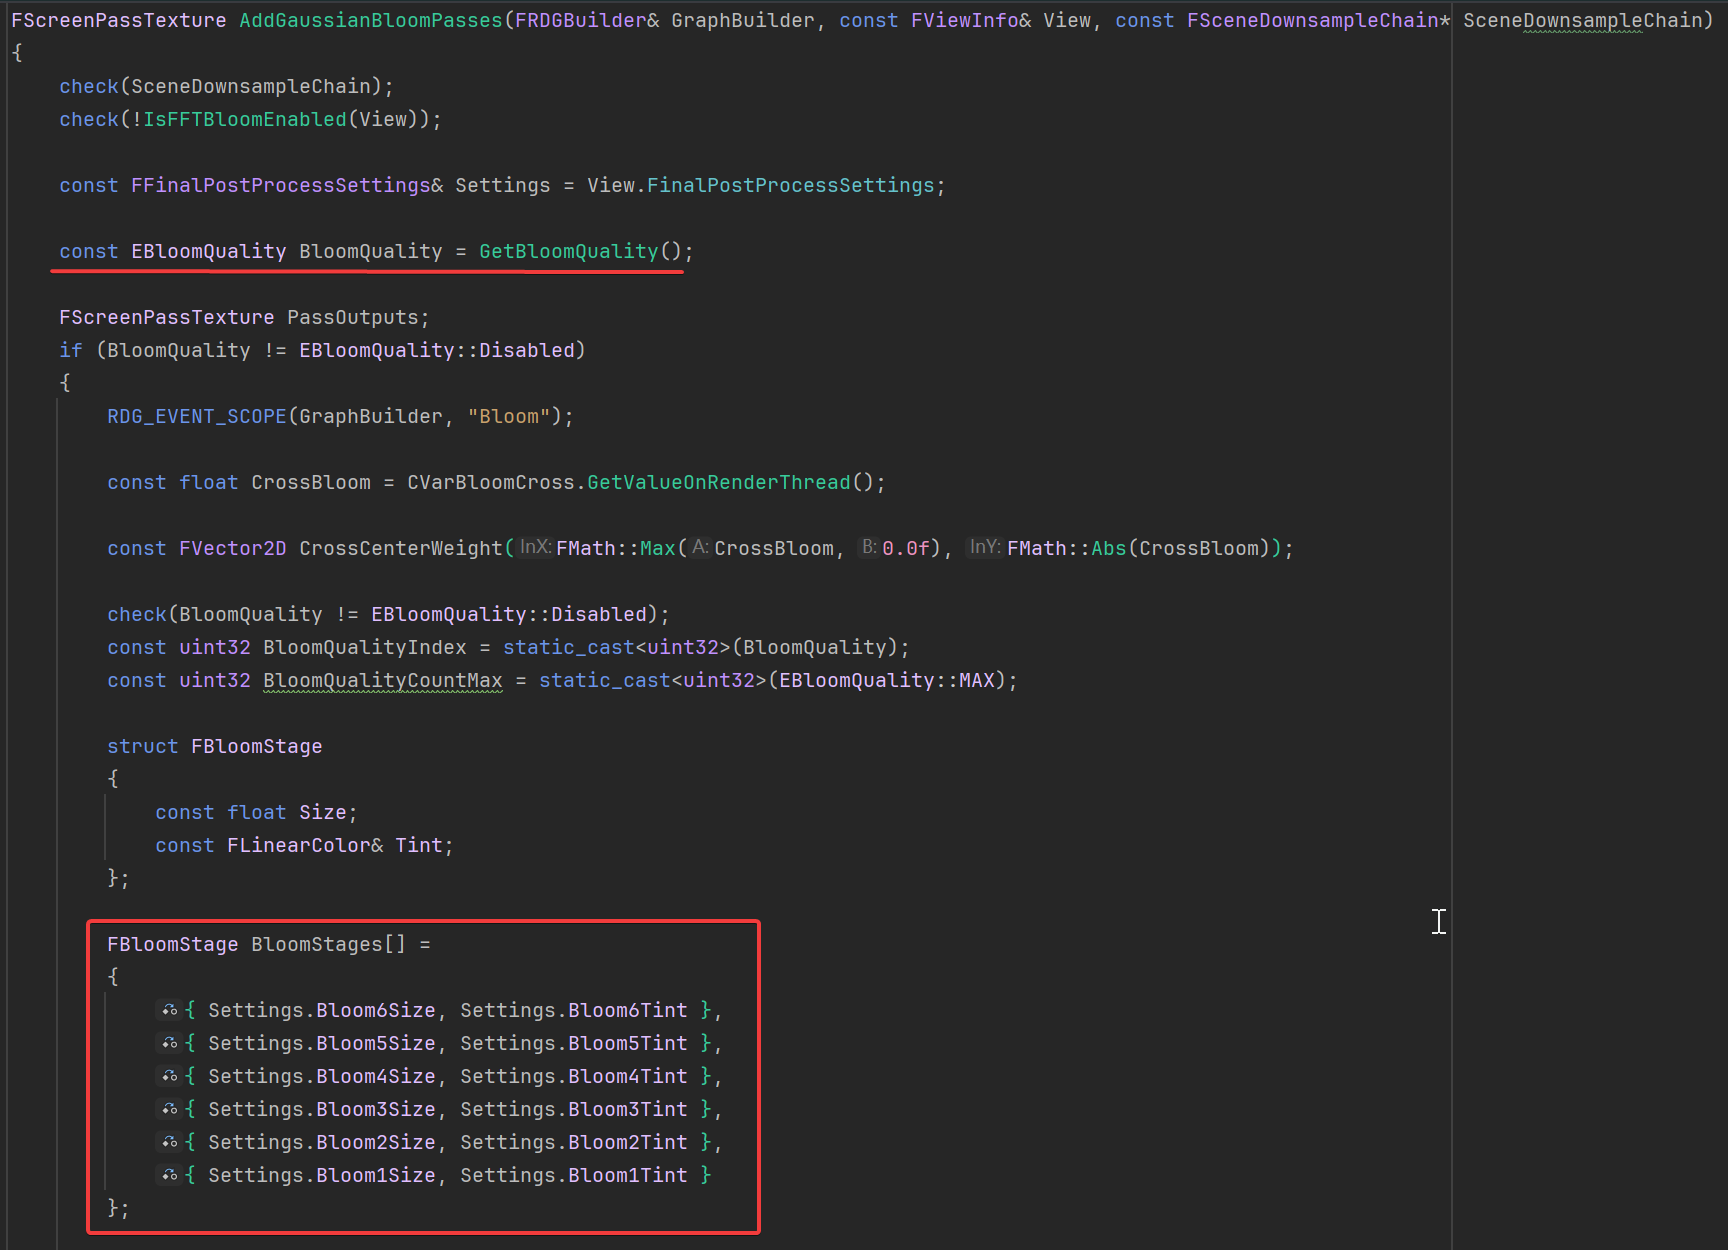 FScreenPassTexture AddGaussianBloomPasses(FRDGBuilder& GraphBuilder, const FViewInfo& View, const FSceneDownsampleChain* SceneDownsampleChain)
{
    check(SceneDownsampleChain);
    check(!IsFFTBloomEnabled(View));
    const FFinalPostProcessSettings& Settings = View.FinalPostProcessSettings;
    const EBloomQuality BloomQuality = GetBloomQuality();
    FScreenPassTexture PassOutputs;
    if (BloomQuality != EBloomQuality::Disabled)
    {
        RDG_EVENT_SCOPE(GraphBuilder, "Bloom");
        const float CrossBloom = CVarBloomCross.GetValueOnRenderThread();
        const FVector2D CrossCenterWeight(InX: FMath::Max(A: CrossBloom, B: 0.0f), InY: FMath::Abs(CrossBloom));
        check(BloomQuality != EBloomQuality::Disabled);
        const uint32 BloomQualityIndex = static_cast<uint32>(BloomQuality);
        const uint32 BloomQualityCountMax = static_cast<uint32>(EBloomQuality::MAX);
        struct FBloomStage
        {
            const float Size;
            const FLinearColor& Tint;
        };
        FBloomStage BloomStages[] =
        {
            { Settings.Bloom6Size, Settings.Bloom6Tint },
            { Settings.Bloom5Size, Settings.Bloom5Tint },
            { Settings.Bloom4Size, Settings.Bloom4Tint },
            { Settings.Bloom3Size, Settings.Bloom3Tint },
            { Settings.Bloom2Size, Settings.Bloom2Tint },
            { Settings.Bloom1Size, Settings.Bloom1Tint }
        };